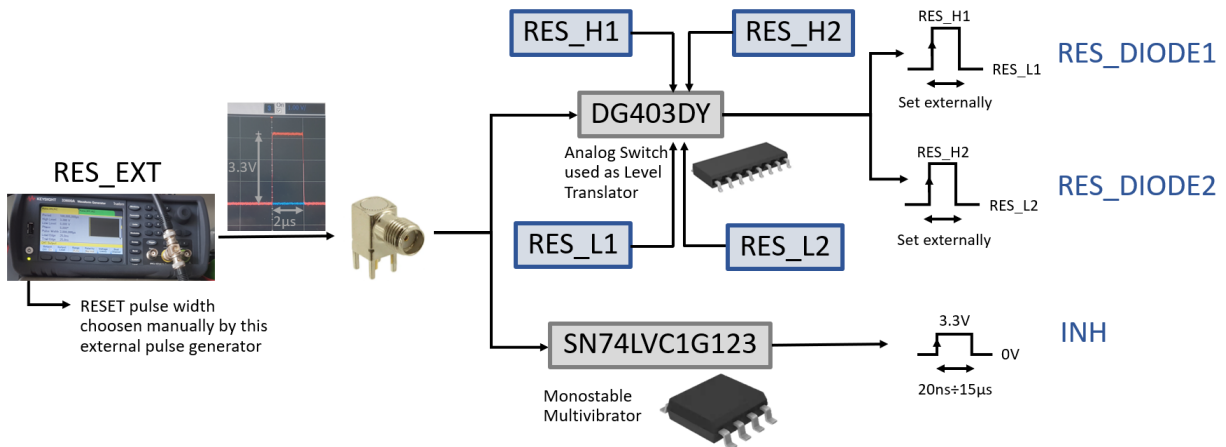 RES_H1
RES_H2
RES_H1
RES_L1
RES_DIODE1
Set externally
DG403DY
Analog Switch
used as Level
Translator
3.3V
2µs
RES_EXT
KEYSIGHT
RES_H2
RES_L2
RES_DIODE2
Set externally
RES_L1
RES_L2
RESET pulse width
choosen manually by this
external pulse generator
SN74LVC1G123
Monostable
Multivibrator
3.3V
0V
INH
20ns÷15µs